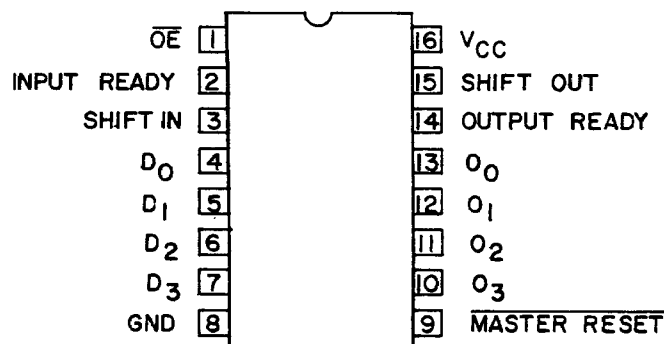 OE 1 16 VCC
INPUT READY 2 15 SHIFT OUT
SHIFT IN 3 14 OUTPUT READY
D0 4 13 O0
D1 5 12 O1
D2 6 11 O2
D3 7 10 O3
GND 8 9 MASTER RESET